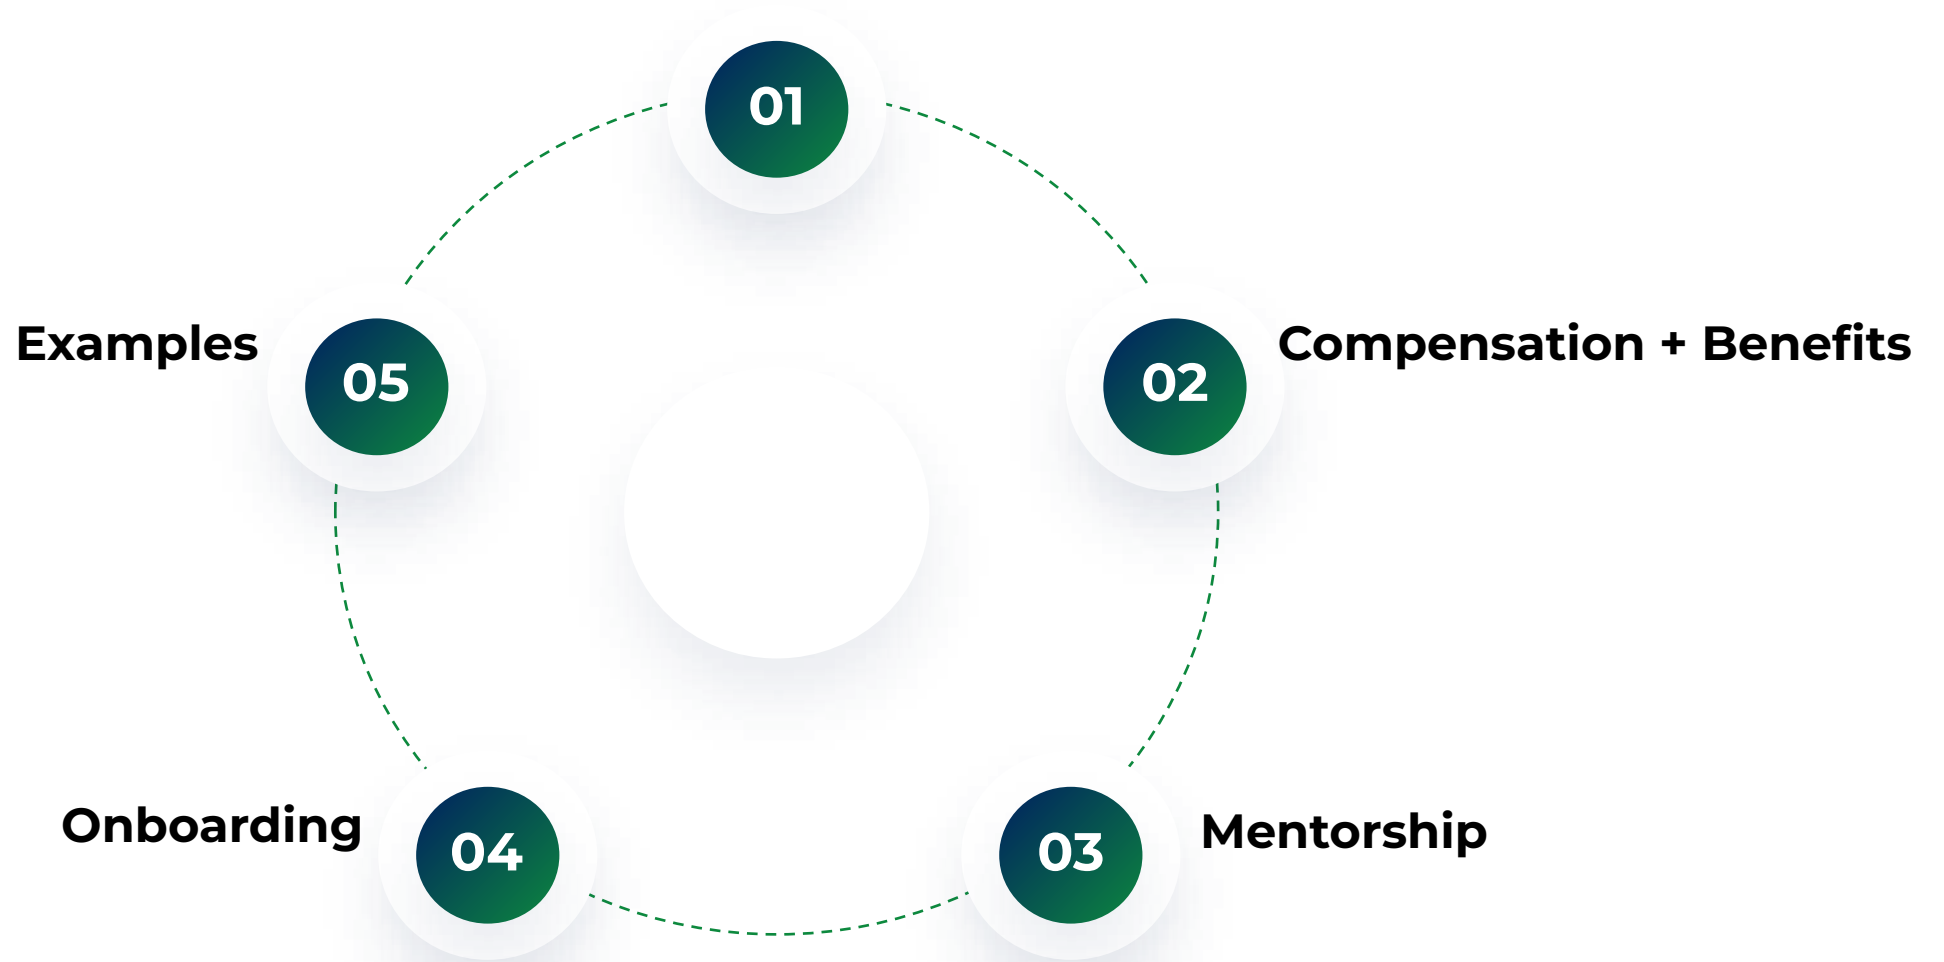 01
02
Compensation + Benefits
03
Mentorship
04
Onboarding
05
Examples